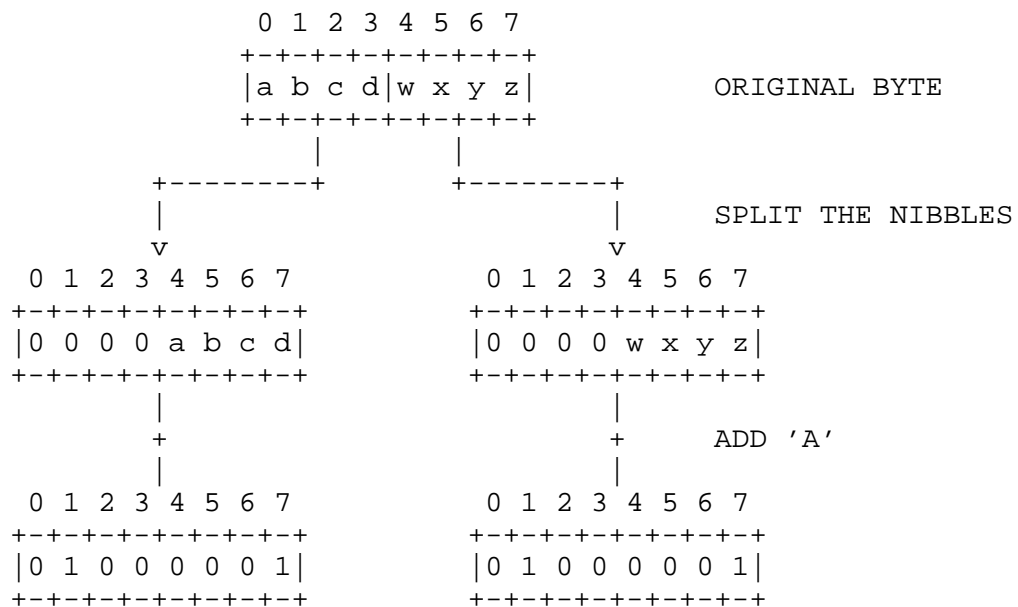 0 1 2 3 4 5 6 7
             +-+-+-+-+-+-+-+-+
             |a b c d|w x y z|          ORIGINAL BYTE
             +-+-+-+-+-+-+-+-+
                 |       |
        +--------+       +--------+
        |                         |     SPLIT THE NIBBLES
        v                         v
 0 1 2 3 4 5 6 7           0 1 2 3 4 5 6 7
+-+-+-+-+-+-+-+-+         +-+-+-+-+-+-+-+-+
|0 0 0 0 a b c d|         |0 0 0 0 w x y z|
+-+-+-+-+-+-+-+-+         +-+-+-+-+-+-+-+-+
        |                         |
        +                         +     ADD 'A'
        |                         |
 0 1 2 3 4 5 6 7           0 1 2 3 4 5 6 7
+-+-+-+-+-+-+-+-+         +-+-+-+-+-+-+-+-+
|0 1 0 0 0 0 0 1|         |0 1 0 0 0 0 0 1|
+-+-+-+-+-+-+-+-+         +-+-+-+-+-+-+-+-+